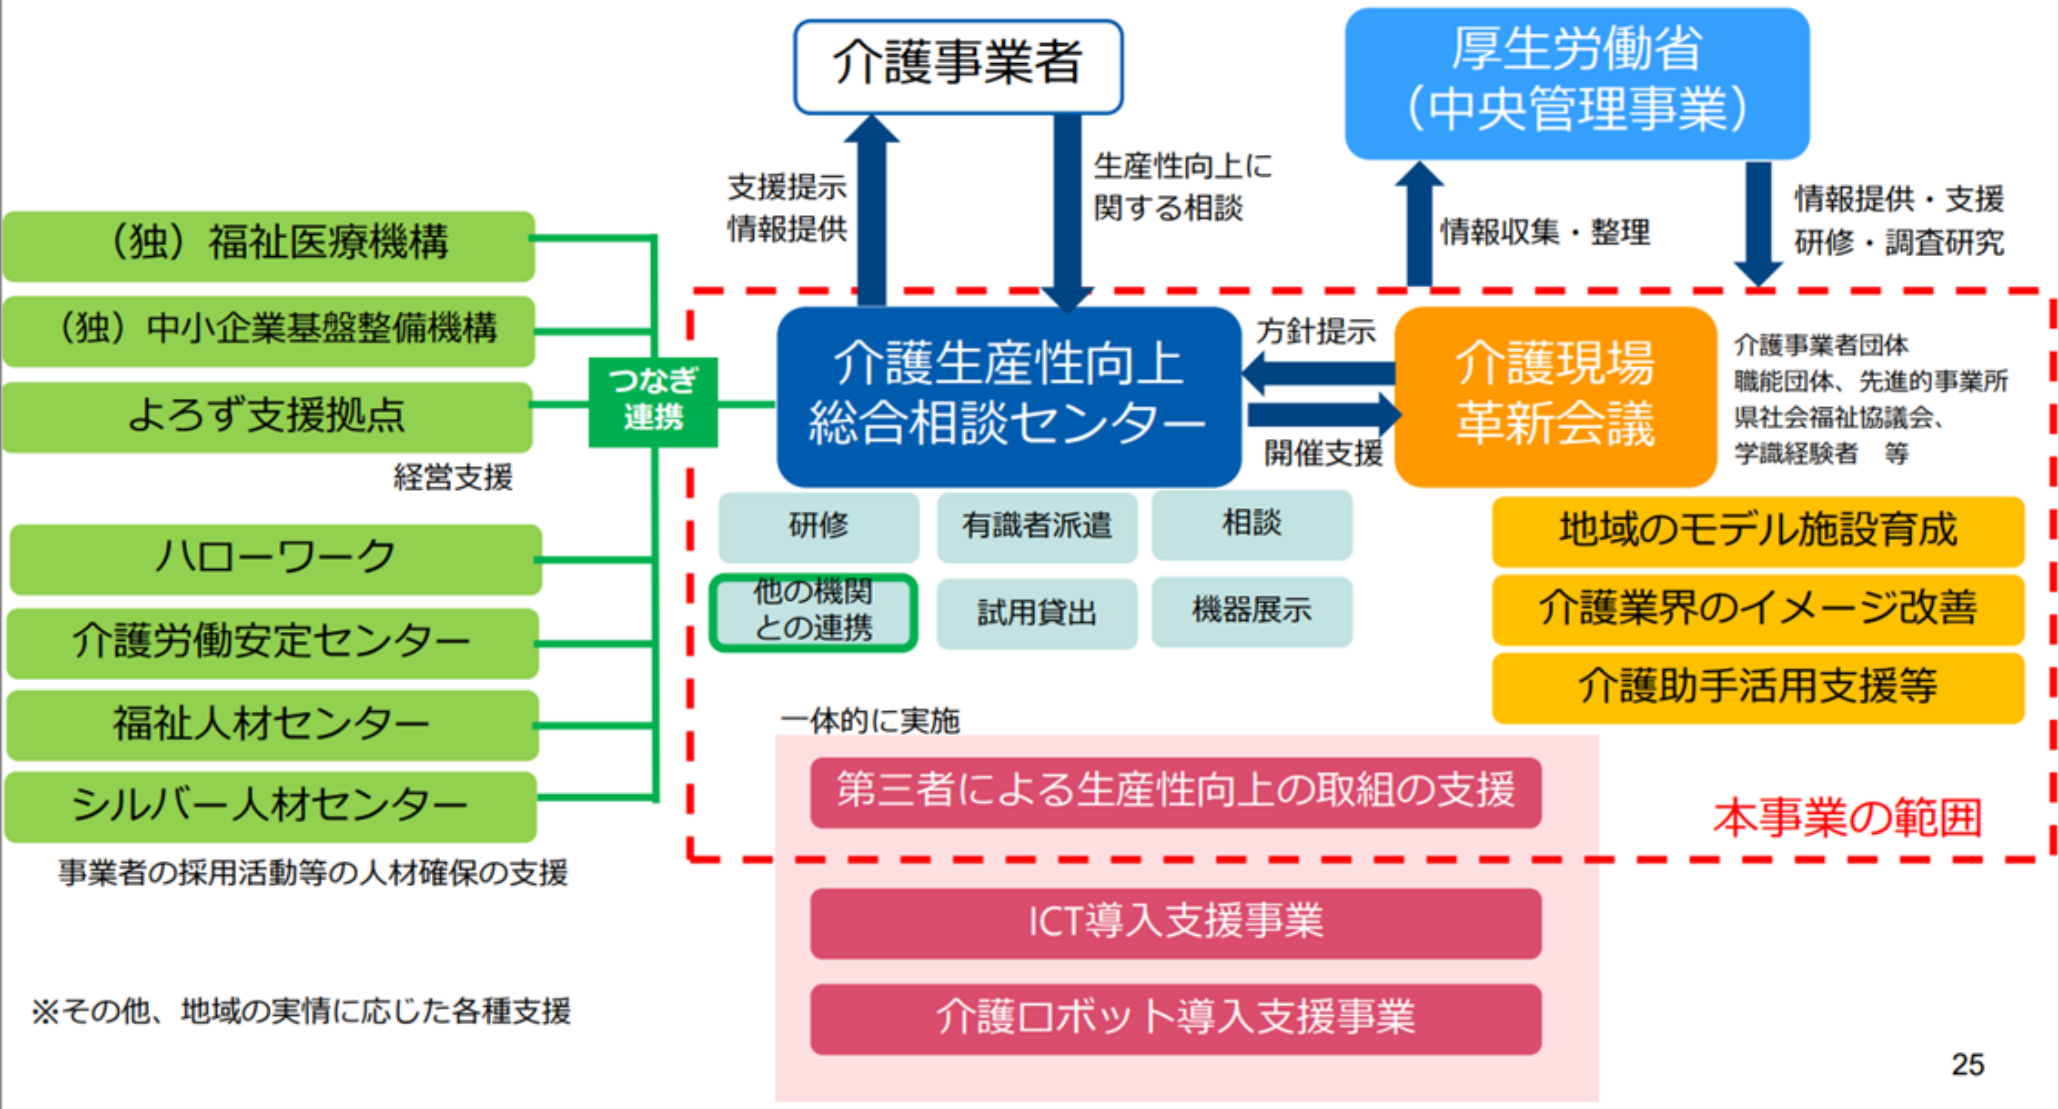 介護事業者
厚生労働省
（中央管理事業）
支援提示
情報提供
生産性向上に
関する相談
情報収集・整理
情報提供・支援
研修・調査研究
（独）福祉医療機構
（独）中小企業基盤整備機構
よろず支援拠点
経営支援
つなぎ
連携
ハローワーク
介護労働安定センター
福祉人材センター
シルバー人材センター
事業者の採用活動等の人材確保の支援
※その他、地域の実情に応じた各種支援
介護生産性向上
総合相談センター
方針提示
開催支援
介護現場
革新会議
介護事業者団体
職能団体、先進的事業所
県社会福祉協議会、
学識経験者　等
研修
有識者派遣
相談
他の機関
との連携
試用貸出
機器展示
地域のモデル施設育成
介護業界のイメージ改善
介護助手活用支援等
一体的に実施
第三者による生産性向上の取組の支援
本事業の範囲
ICT導入支援事業
介護ロボット導入支援事業
25